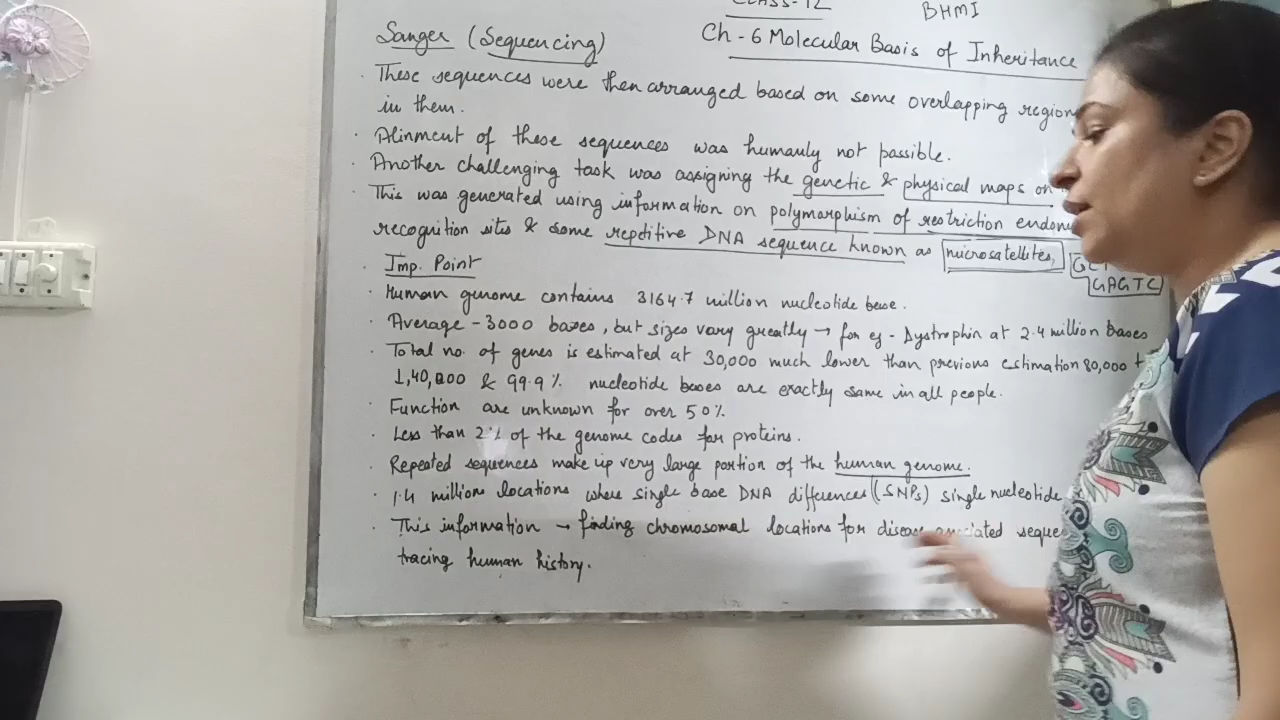 CLASS-12
BHMI
Sanger (Sequencing)
Ch - 6 Molecular Basis of Inheritance
· These sequences were then arranged based on some overlapping region
in them.
· Alinment of these sequences was humanly not possible.
· Another challenging task was assigning the genetic & physical maps on
· This was generated using information on polymorphism of restriction endonu
recognition sites & some repetitive DNA sequence known as microsatellites,
GAGTC
· Imp. Point
· Human genome contains 3164.7 million nucleotide base.
· Average - 3000 bases, but sizes vary greatly → for eg - Dystrophin at 2.4 million bases
· Total no. of genes is estimated at 30,000 much lower than previous estimation 80,000 t
1,40,000 & 99.9% nucleotide bases are exactly same in all people.
· Function are unknown for over 50%
· Less than 2% of the genome codes for proteins.
· Repeated sequences make up very large portion of the human genome.
· 1.4 millions locations where single base DNA differences (SNPs) single nucleotide
· This information → finding chromosomal locations for disease seque
tracing human history.